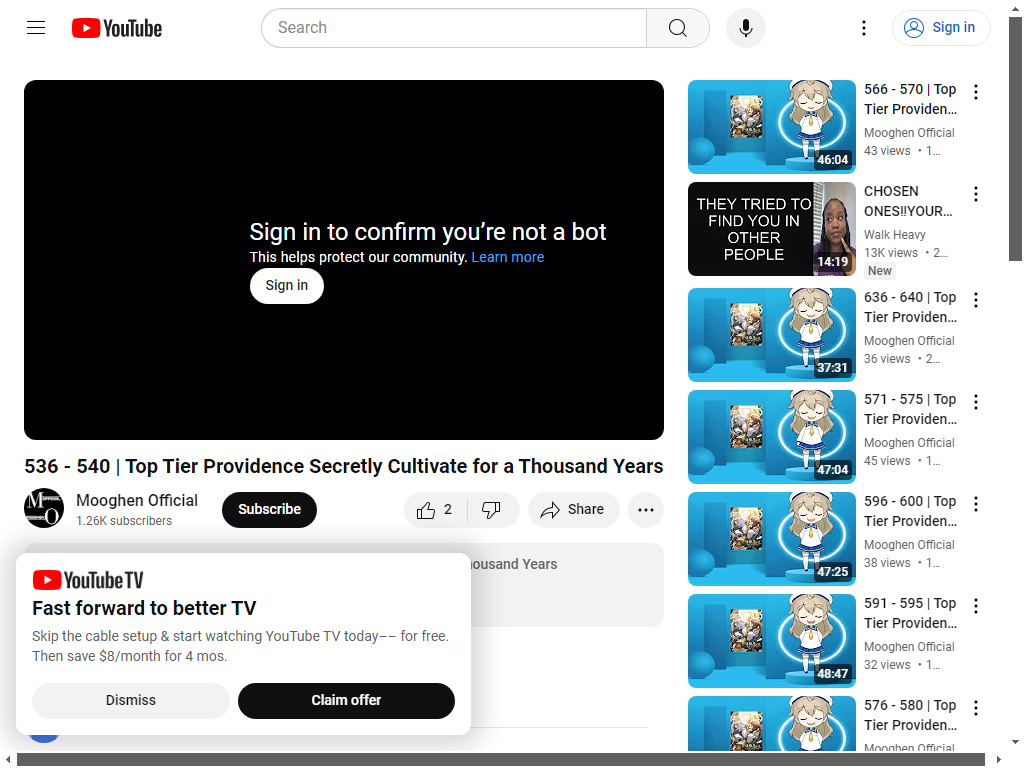 YouTube
Search
Sign in
Sign in to confirm you’re not a bot
This helps protect our community. Learn more
Sign in
536 - 540 | Top Tier Providence Secretly Cultivate for a Thousand Years
Mooghen Official
1.26K subscribers
Subscribe
2
Share
housand Years
YouTube TV
Fast forward to better TV
Skip the cable setup & start watching YouTube TV today–– for free.
Then save $8/month for 4 mos.
Dismiss
Claim offer
46:04
566 - 570 | Top
Tier Providen...
Mooghen Official
43 views • 1...
THEY TRIED TO
FIND YOU IN
OTHER
PEOPLE
14:19
CHOSEN
ONES!!YOUR...
Walk Heavy
13K views • 2...
New
37:31
636 - 640 | Top
Tier Providen...
Mooghen Official
36 views • 2...
47:04
571 - 575 | Top
Tier Providen...
Mooghen Official
45 views • 1...
47:25
596 - 600 | Top
Tier Providen...
Mooghen Official
38 views • 1...
48:47
591 - 595 | Top
Tier Providen...
Mooghen Official
32 views • 1...
576 - 580 | Top
Tier Providen...
Mooghen Official